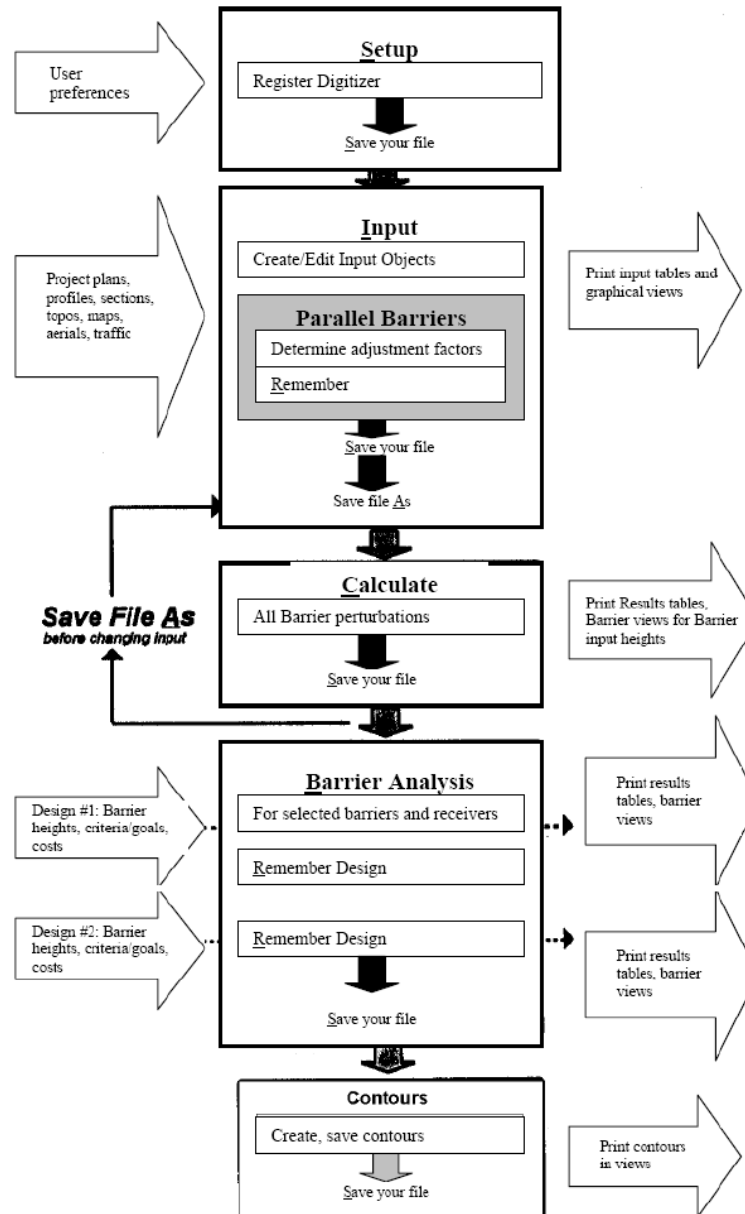 Setup
User
preferences
Register Digitizer
Save your file
Input
Create/Edit Input Objects
Project plans,
profiles, sections,
topos, maps,
aerials, traffic
Print input tables and
graphical views
Parallel Barriers
Determine adjustment factors
Remember
Save your file
Save file As
Calculate
All Barrier perturbations
Save your file
Save File As
before changing input
Print Results tables,
Barrier views for Barrier
input heights
Barrier Analysis
Design #1: Barrier
heights, criteria/goals,
costs
For selected barriers and receivers
Print results
tables, barrier
views
Remember Design
Design #2: Barrier
heights, criteria/goals,
costs
Remember Design
Print results
tables, barrier
views
Save your file
Contours
Create, save contours
Print contours
in views
Save your file